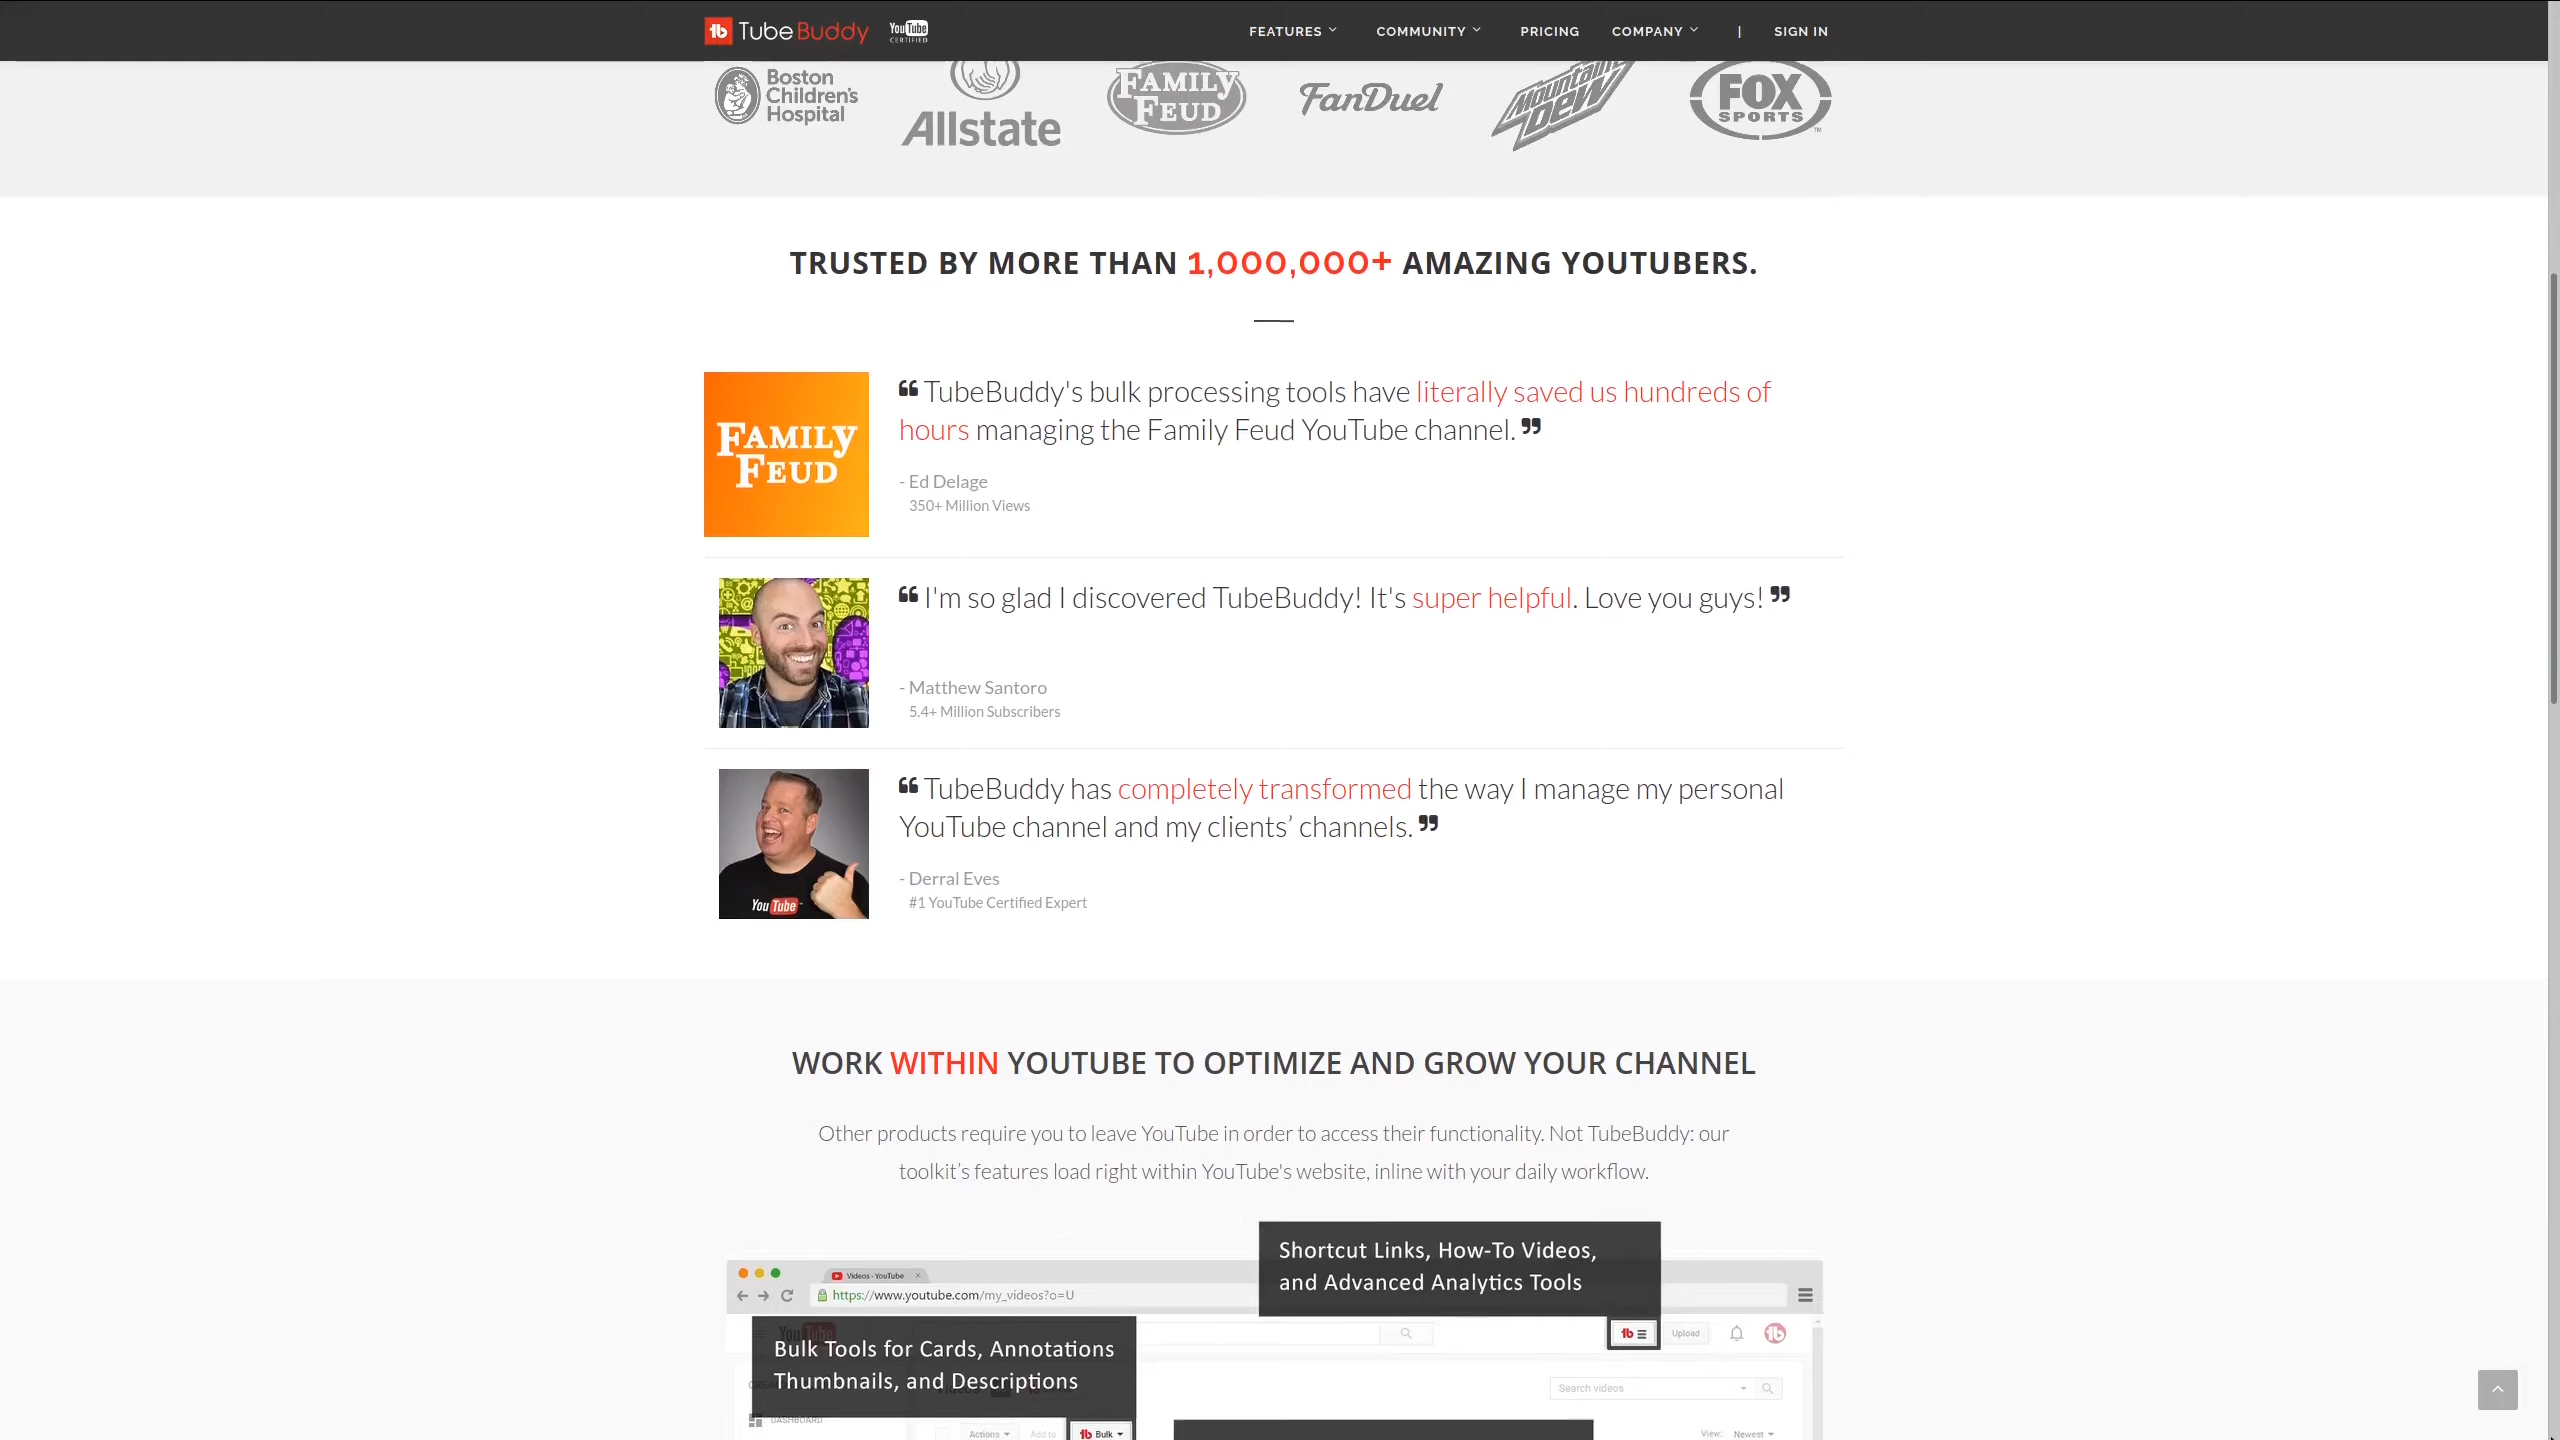 TubeBuddy YouTube CERTIFIED FEATURES COMMUNITY PRICING COMPANY | SIGN IN
Boston
Children's
Hospital
Allstate
FAMILY
FEUD
FanDuel
Mountain
Dew
FOX
SPORTS
TRUSTED BY MORE THAN 1,000,000+ AMAZING YOUTUBERS.
FAMILY
FEUD
❝ TubeBuddy's bulk processing tools have literally saved us hundreds of
hours managing the Family Feud YouTube channel. ❞
- Ed Delage
350+ Million Views
❝ I'm so glad I discovered TubeBuddy! It's super helpful. Love you guys! ❞
- Matthew Santoro
5.4+ Million Subscribers
YouTube
❝ TubeBuddy has completely transformed the way I manage my personal
YouTube channel and my clients’ channels. ❞
- Derral Eves
#1 YouTube Certified Expert
WORK WITHIN YOUTUBE TO OPTIMIZE AND GROW YOUR CHANNEL
Other products require you to leave YouTube in order to access their functionality. Not TubeBuddy: our
toolkit’s features load right within YouTube's website, inline with your daily workflow.
Shortcut Links, How-To Videos,
and Advanced Analytics Tools
Videos - YouTube
https://www.youtube.com/my_videos?o=U
Upload
Bulk Tools for Cards, Annotations
Thumbnails, and Descriptions
Search videos
DASHBOARD
Actions Add to Bulk View: Newest